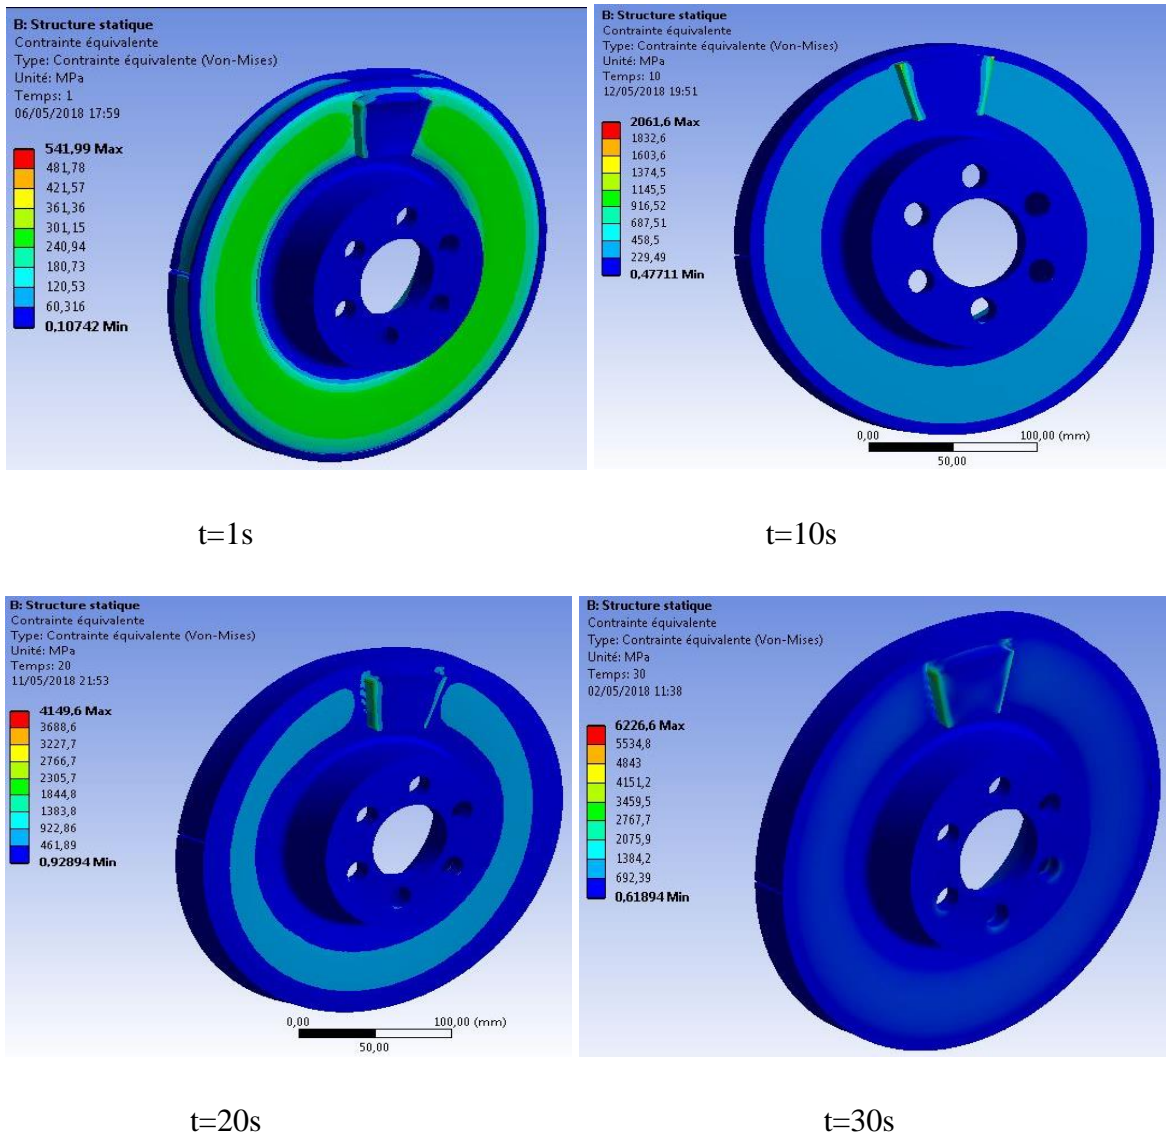 B: Structure statique
Contrainte équivalente
Type: Contrainte équivalente (Von-Mises)
Unité: MPa
Temps: 1
06/05/2018 17:59
541,99 Max
481,78
421,57
361,36
301,15
240,94
180,73
120,53
60,316
0,10742 Min
t=1s
B: Structure statique
Contrainte équivalente
Type: Contrainte équivalente (Von-Mises)
Unité: MPa
Temps: 10
12/05/2018 19:51
2061,6 Max
1832,6
1603,6
1374,5
1145,5
916,52
687,51
458,5
229,49
0,47711 Min
0,00 100,00 (mm)
50,00
t=10s
B: Structure statique
Contrainte équivalente
Type: Contrainte équivalente (Von-Mises)
Unité: MPa
Temps: 20
11/05/2018 21:53
4149,6 Max
3688,6
3227,7
2766,7
2305,7
1844,8
1383,8
922,86
461,89
0,92894 Min
0,00 100,00 (mm)
50,00
t=20s
B: Structure statique
Contrainte équivalente
Type: Contrainte équivalente (Von-Mises)
Unité: MPa
Temps: 30
02/05/2018 11:38
6226,6 Max
5534,8
4843
4151,2
3459,5
2767,7
2075,9
1384,2
692,39
0,61894 Min
t=30s